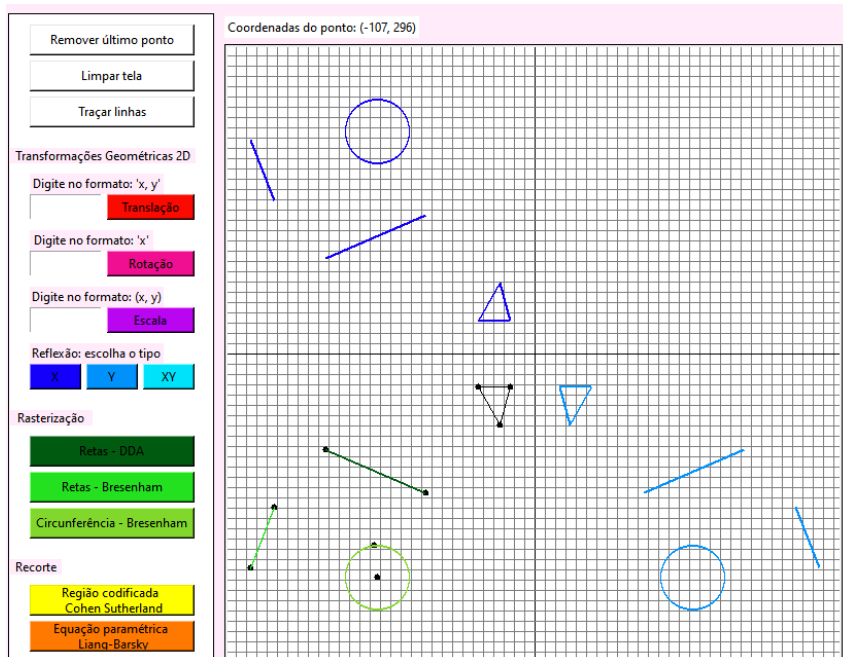 Remover último ponto
Limpar tela
Traçar linhas
Transformações Geométricas 2D
Digite no formato: 'x, y'
Translação
Digite no formato: 'x'
Rotação
Digite no formato: (x, y)
Escala
Reflexão: escolha o tipo
X Y XY
Rasterização
Retas - DDA
Retas - Bresenham
Circunferência - Bresenham
Recorte
Região codificada
Cohen Sutherland
Equação paramétrica
Liang-Barsky
Coordenadas do ponto: (-107, 296)